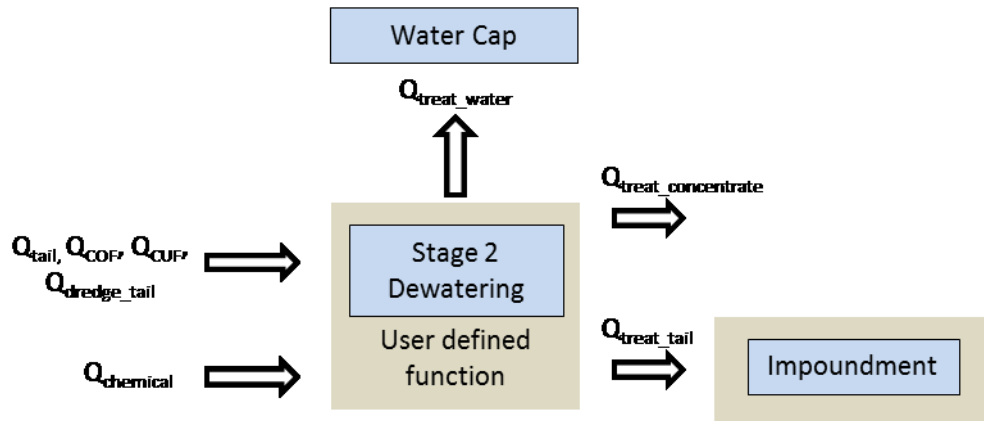 Water Cap
Qtreat_water
Qtreat_concentrate
Qtail, QCOF, QCUF,
Qdredge_tail
Stage 2
Dewatering
User defined
function
Qtreat_tail
Impoundment
Qchemical